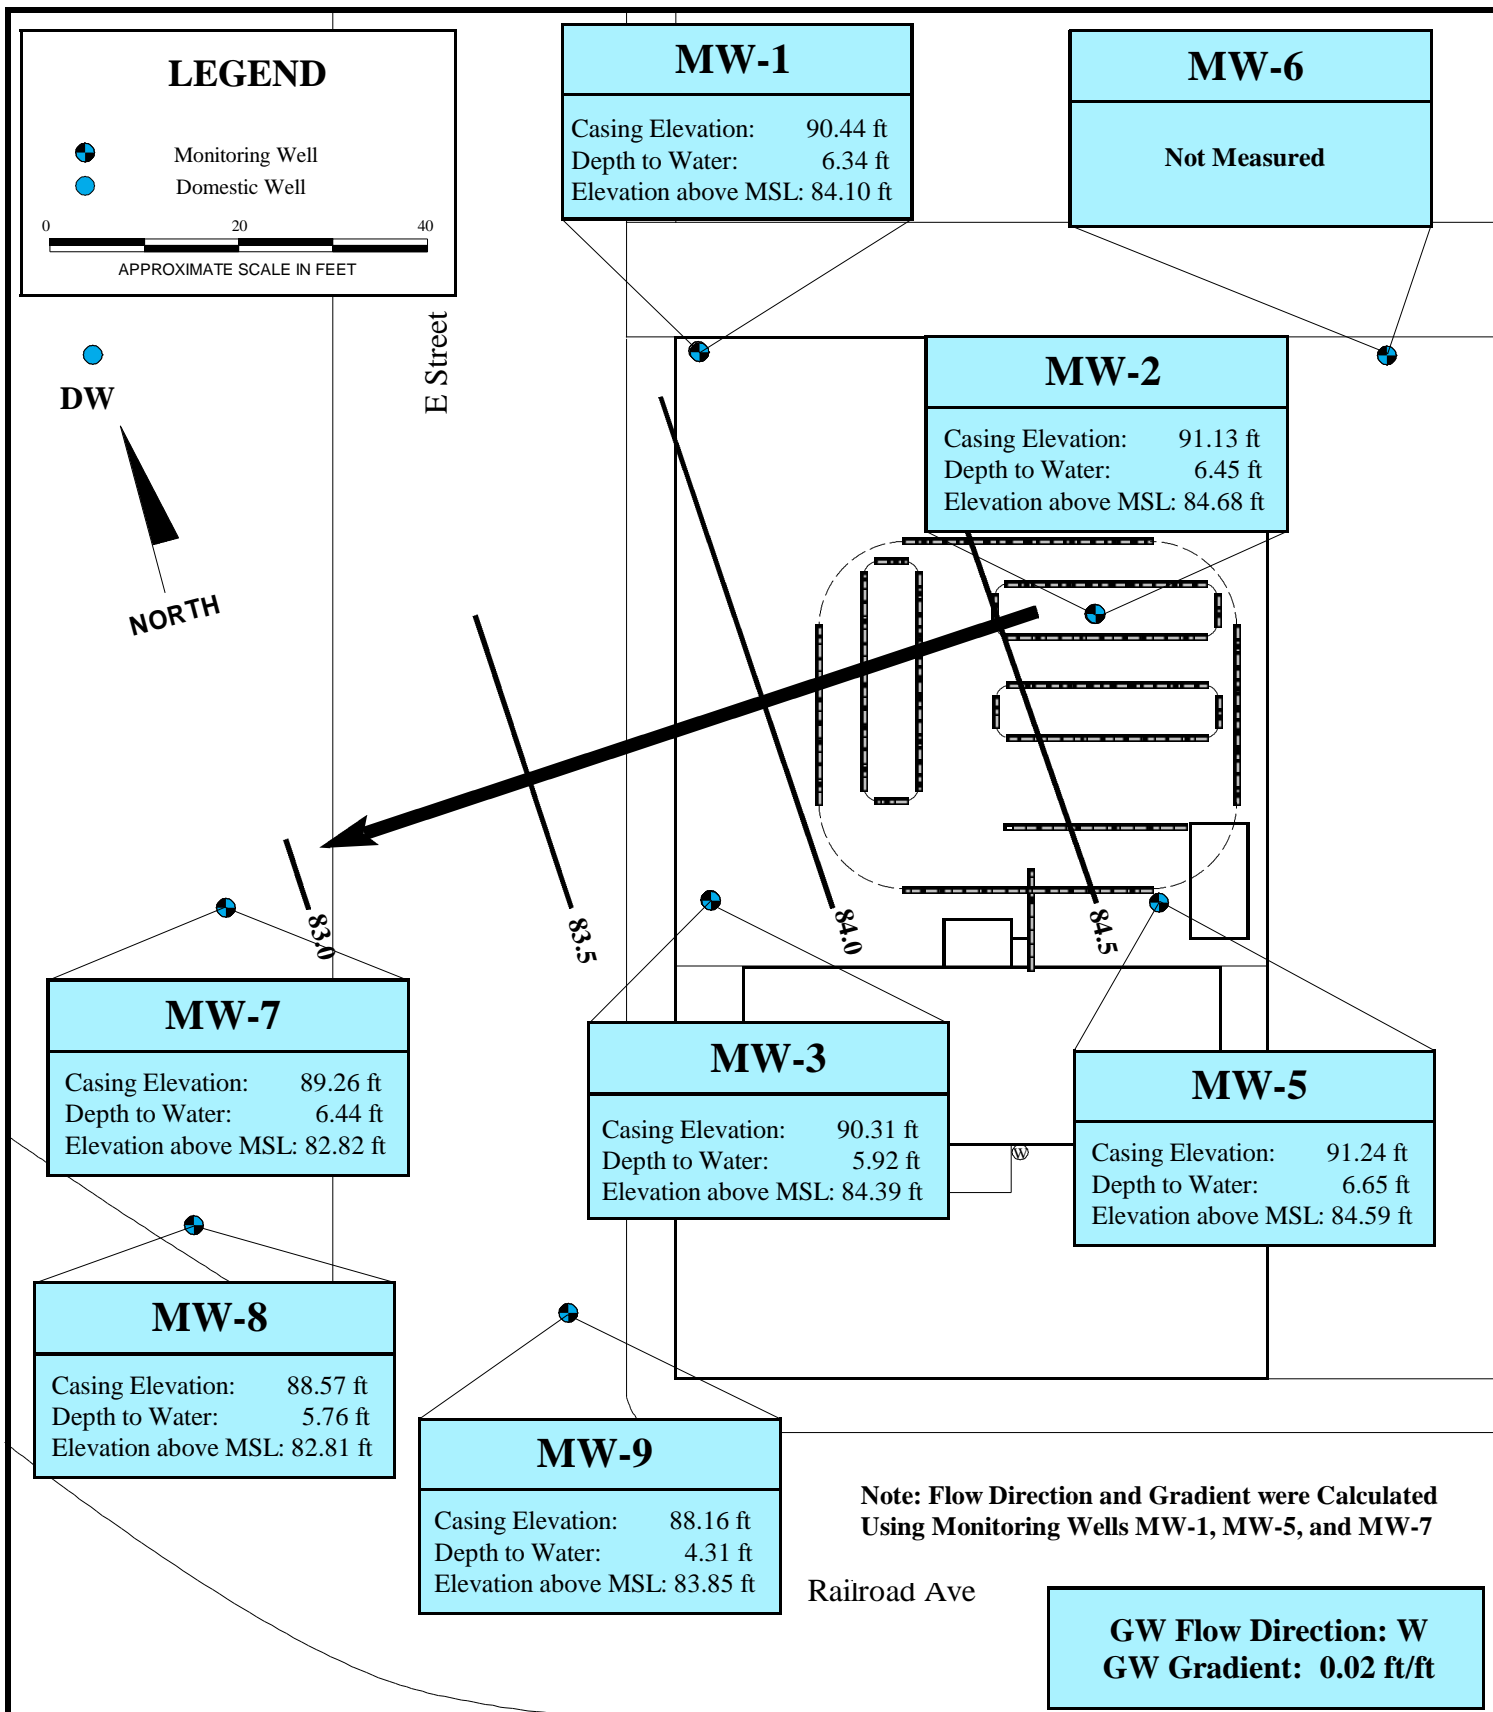 LEGEND
Monitoring Well
Domestic Well
0 20 40
APPROXIMATE SCALE IN FEET
MW-1
Casing Elevation: 90.44 ft
Depth to Water: 6.34 ft
Elevation above MSL: 84.10 ft
MW-6
Not Measured
E Street
DW
NORTH
MW-2
Casing Elevation: 91.13 ft
Depth to Water: 6.45 ft
Elevation above MSL: 84.68 ft
83.0
83.5
84.0
84.5
MW-7
Casing Elevation: 89.26 ft
Depth to Water: 6.44 ft
Elevation above MSL: 82.82 ft
MW-3
Casing Elevation: 90.31 ft
Depth to Water: 5.92 ft
Elevation above MSL: 84.39 ft
MW-5
Casing Elevation: 91.24 ft
Depth to Water: 6.65 ft
Elevation above MSL: 84.59 ft
W
MW-8
Casing Elevation: 88.57 ft
Depth to Water: 5.76 ft
Elevation above MSL: 82.81 ft
MW-9
Casing Elevation: 88.16 ft
Depth to Water: 4.31 ft
Elevation above MSL: 83.85 ft
Note: Flow Direction and Gradient were Calculated
Using Monitoring Wells MW-1, MW-5, and MW-7
Railroad Ave
GW Flow Direction: W
GW Gradient: 0.02 ft/ft